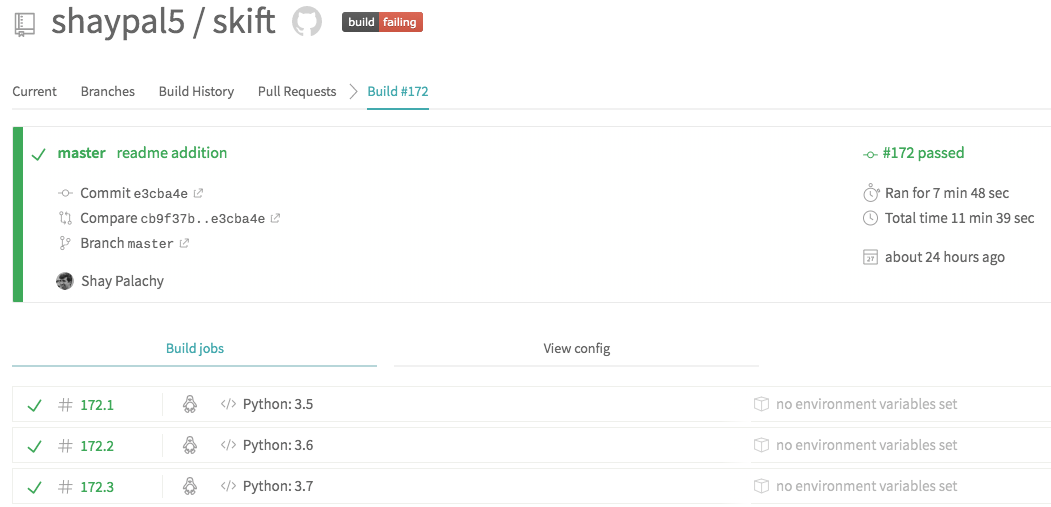 shaypal5 / skift build failing
Current Branches Build History Pull Requests Build #172
master readme addition #172 passed
Commit e3cba4e Ran for 7 min 48 sec
Compare cb9f37b..e3cba4e Total time 11 min 39 sec
Branch master
about 24 hours ago
Shay Palachy
Build jobs View config
# 172.1 </> Python: 3.5 no environment variables set
# 172.2 </> Python: 3.6 no environment variables set
# 172.3 </> Python: 3.7 no environment variables set